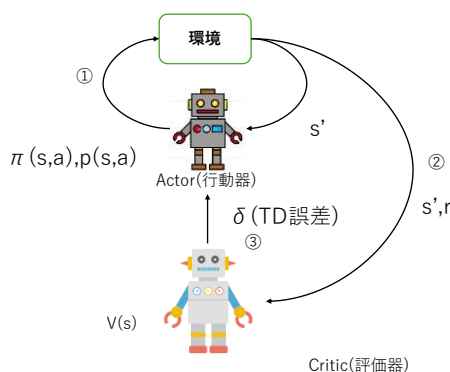 環境
①
s’
π(s,a),p(s,a)
Actor(行動器)
②
s’,r
δ(TD誤差)
③
V(s)
Critic(評価器)